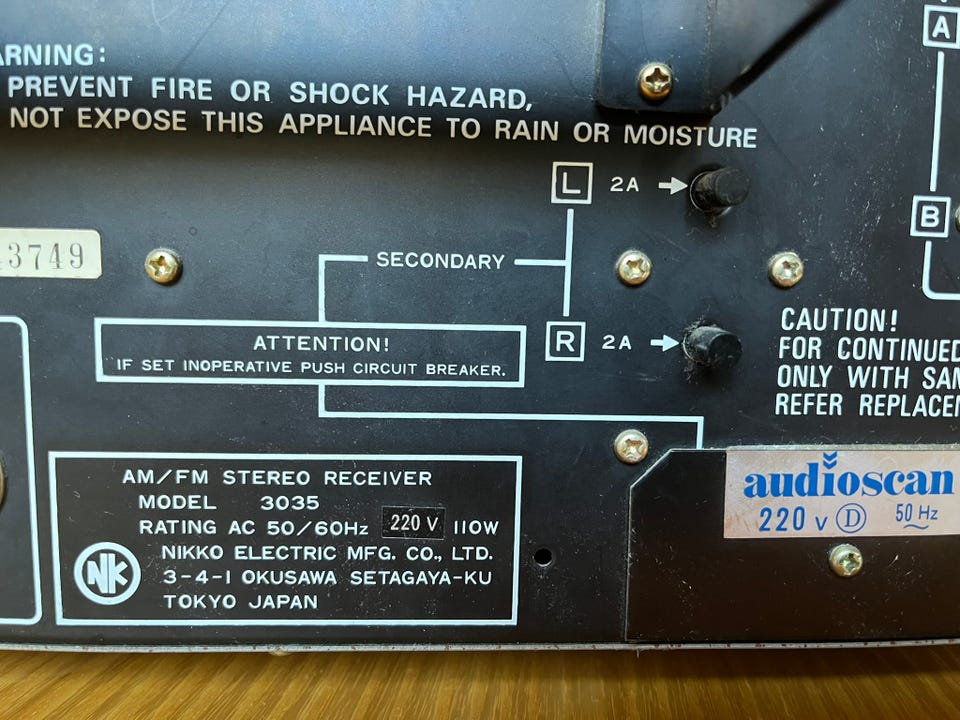 ARNING:
PREVENT FIRE OR SHOCK HAZARD,
NOT EXPOSE THIS APPLIANCE TO RAIN OR MOISTURE
A
L 2A
B
3749
SECONDARY
R 2A
ATTENTION!
IF SET INOPERATIVE PUSH CIRCUIT BREAKER.
CAUTION!
FOR CONTINUED
ONLY WITH SAM
REFER REPLACEM
AM/FM STEREO RECEIVER
MODEL 3035
RATING AC 50/60Hz 220 V 110W
NIKKO ELECTRIC MFG. CO., LTD.
3-4-1 OKUSAWA SETAGAYA-KU
TOKYO JAPAN
NK
audioscan
220 V D 50 Hz